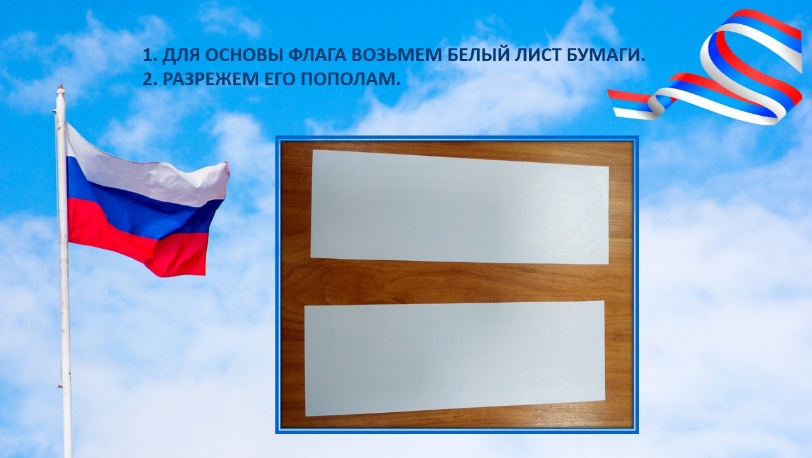 1. ДЛЯ ОСНОВЫ ФЛАГА ВОЗЬМЕМ БЕЛЫЙ ЛИСТ БУМАГИ.
2. РАЗРЕЖЕМ ЕГО ПОПОЛАМ.